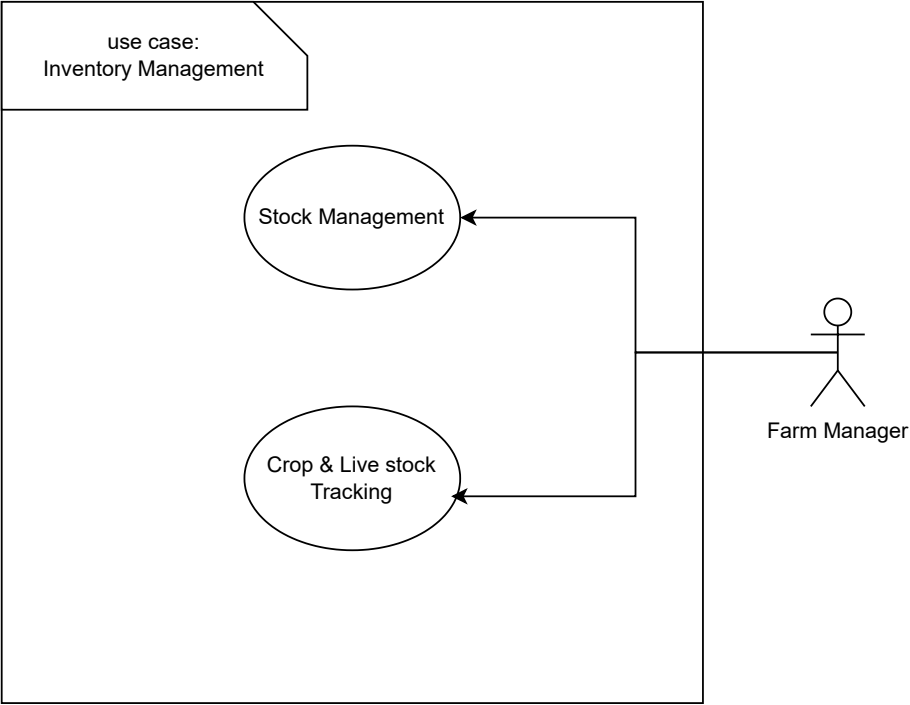 use case:
Inventory Management
Stock Management
Crop & Live stock
Tracking
Farm Manager